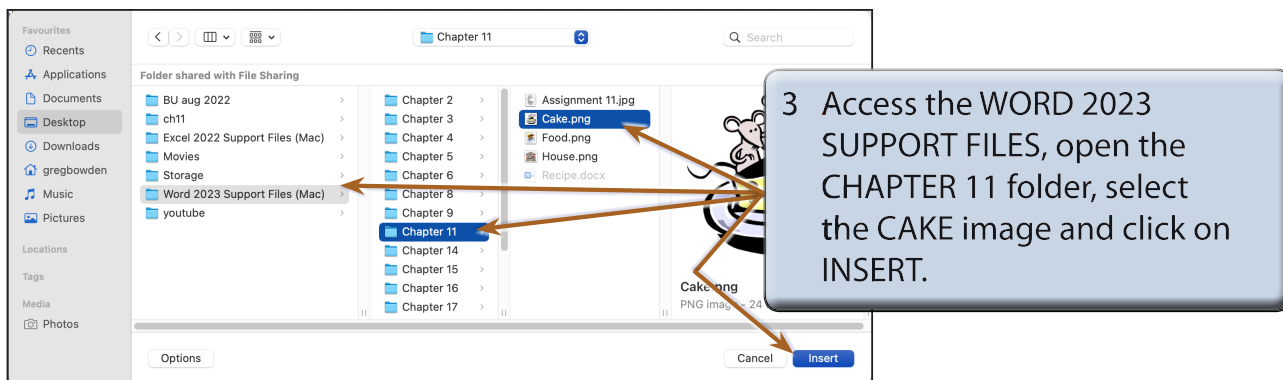 Favourites
Recents
Applications
Documents
Desktop
Downloads
gregbowden
Music
Pictures
Locations
Tags
Media
Photos
Chapter 11
Search
Folder shared with File Sharing
BU aug 2022
ch11
Excel 2022 Support Files (Mac)
Movies
Storage
Word 2023 Support Files (Mac)
youtube
Chapter 2
Chapter 3
Chapter 4
Chapter 5
Chapter 6
Chapter 8
Chapter 9
Chapter 11
Chapter 14
Chapter 15
Chapter 16
Chapter 17
Assignment 11.jpg
Cake.png
Food.png
House.png
Recipe.docx
Cake.png
PNG image - 24
Options
Cancel
Insert
3 Access the WORD 2023
SUPPORT FILES, open the
CHAPTER 11 folder, select
the CAKE image and click on
INSERT.